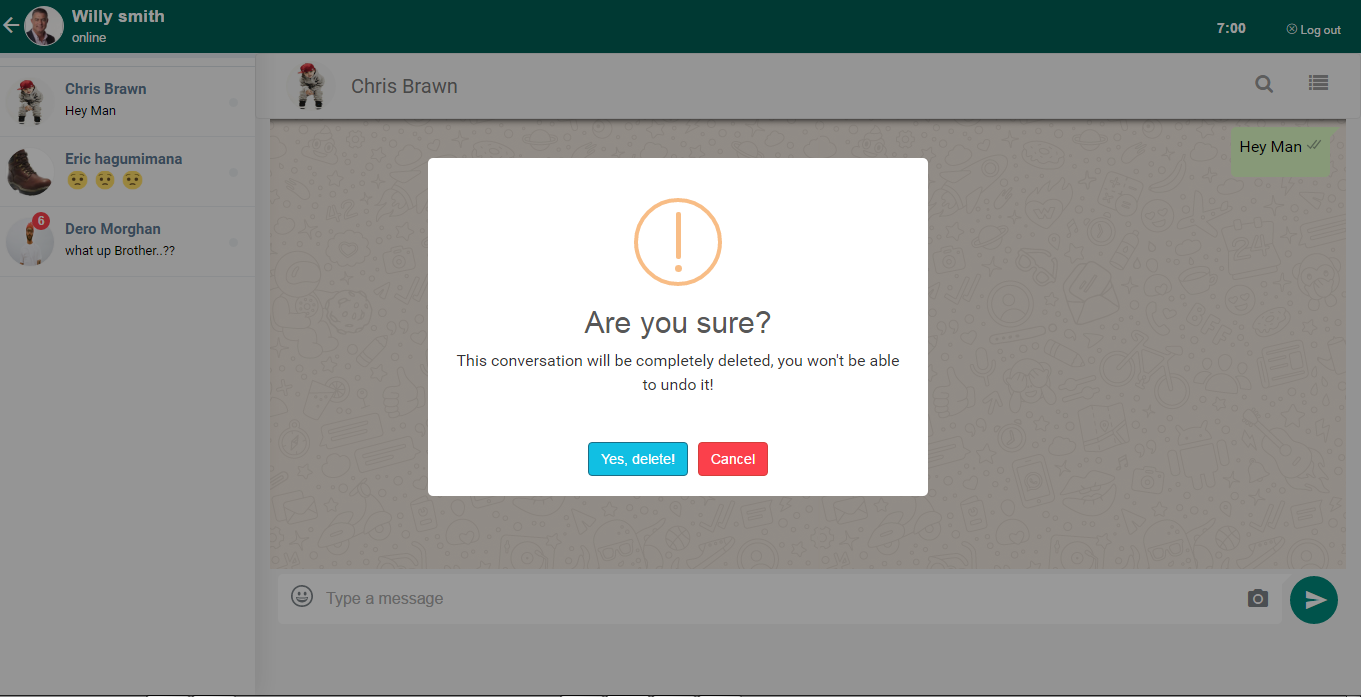 Willy smith
online
7:00
Log out
Chris Brawn
Hey Man
Eric hagumimana
6
Dero Morghan
what up Brother..??
Chris Brawn
Hey Man
Are you sure?
This conversation will be completely deleted, you won't be able
to undo it!
Yes, delete!
Cancel
Type a message